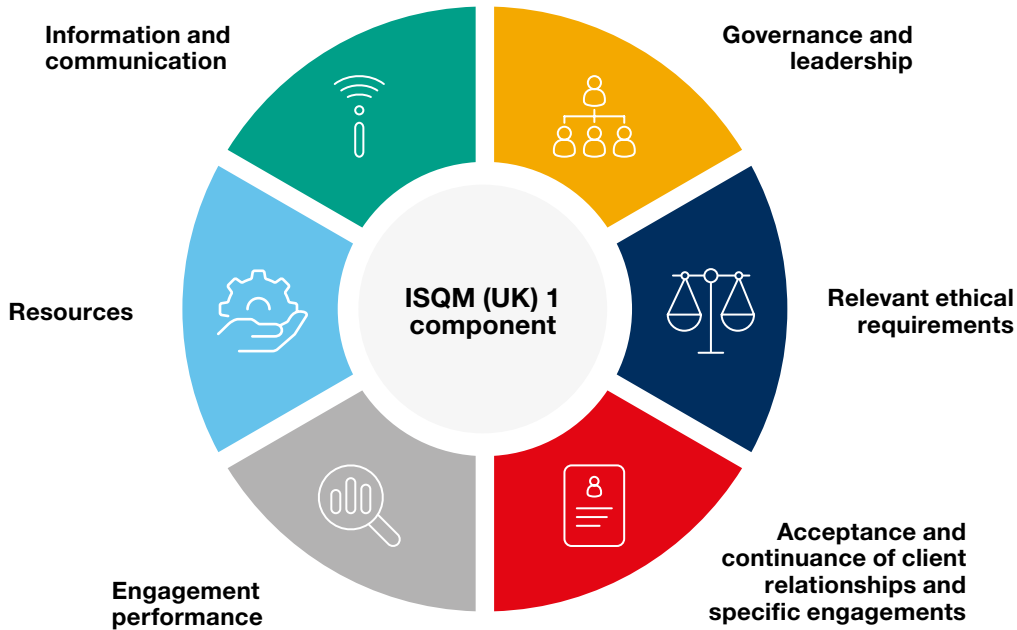 Information and
communication
Governance and
leadership
Resources
ISQM (UK) 1
component
Relevant ethical
requirements
Engagement
performance
Acceptance and
continuance of client
relationships and
specific engagements